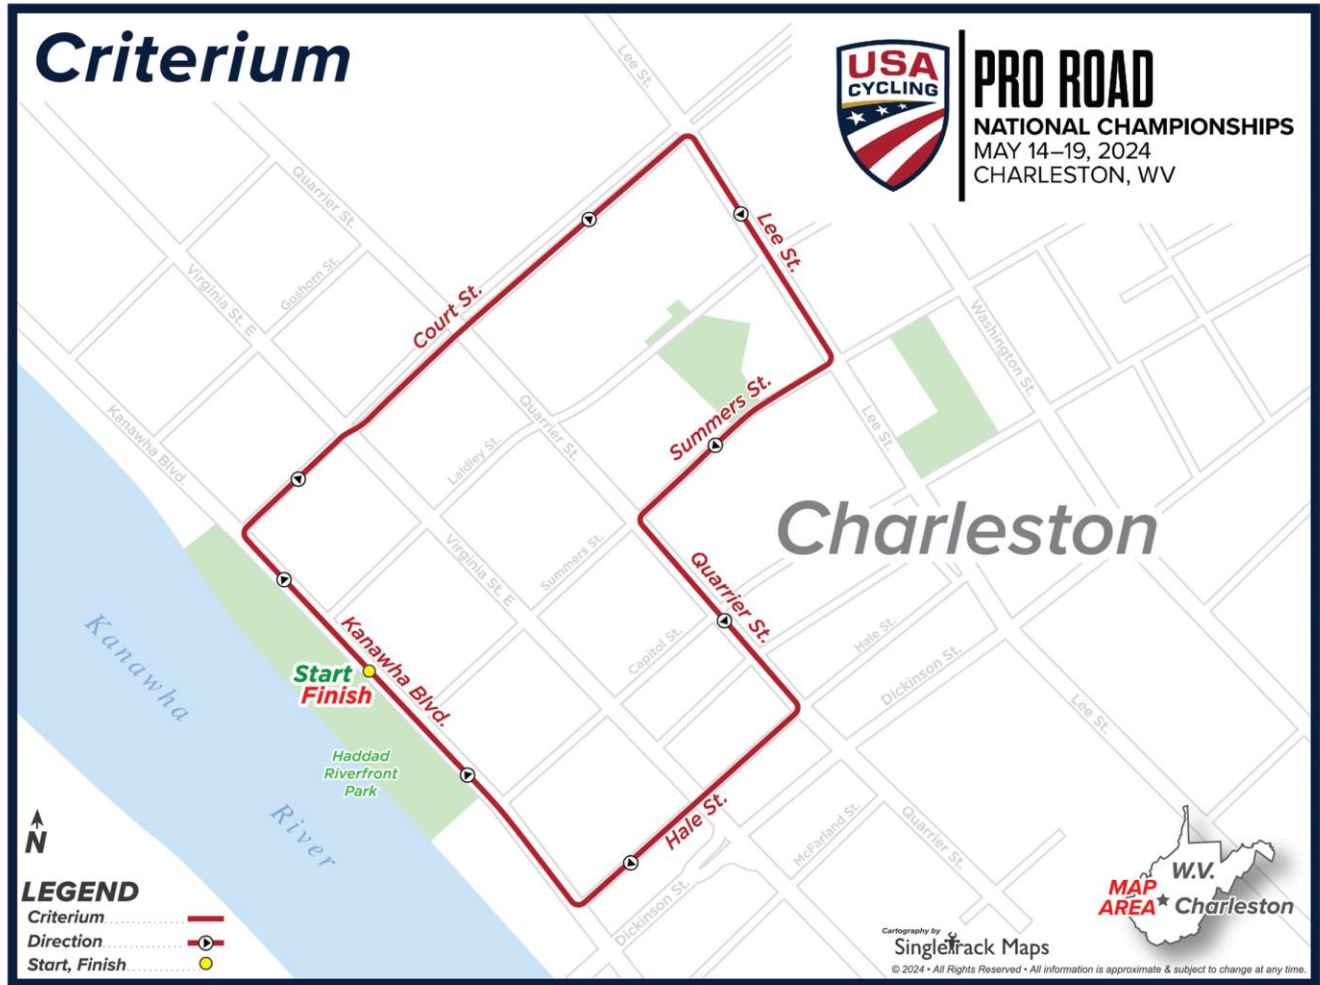 Criterium
USA
CYCLING
PRO ROAD
NATIONAL CHAMPIONSHIPS
MAY 14–19, 2024
CHARLESTON, WV
Lee St.
Quarrier St.
Goshorn St.
Virginia St. E
Lee St.
Court St.
Washington St.
Kanawha Blvd.
Summers St.
Quarrier St.
Lee St.
Laidley St.
Charleston
Virginia St. E
Summers St.
Quarrier St.
Capitol St.
Hale St.
Dickinson St.
Kanawha
River
Kanawha Blvd.
Start
Finish
Lee St.
Haddad
Riverfront
Park
Hale St.
McFarland St.
Quarrier St.
Dickinson St.
N
LEGEND
Criterium
Direction
Start, Finish
W.V.
MAP
AREA
Charleston
Cartography by
Singletrack Maps
© 2024 • All Rights Reserved • All information is approximate & subject to change at any time.